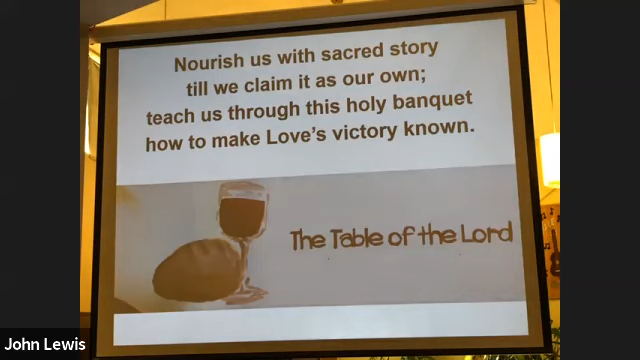 Nourish us with sacred story
till we claim it as our own;
teach us through this holy banquet
how to make Love's victory known.
The Table of the Lord
John Lewis